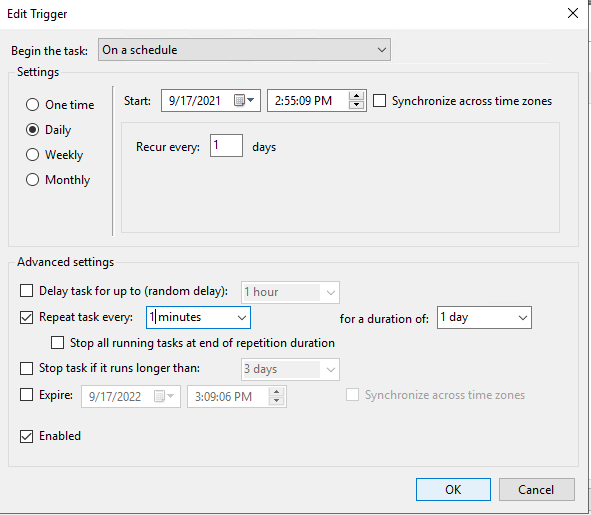 Edit Trigger
Begin the task: On a schedule
Settings
One time
Start: 9/17/2021 2:55:09 PM Synchronize across time zones
Daily
Recur every: 1 days
Weekly
Monthly
Advanced settings
Delay task for up to (random delay): 1 hour
Repeat task every: 1 minutes for a duration of: 1 day
Stop all running tasks at end of repetition duration
Stop task if it runs longer than: 3 days
Expire: 9/17/2022 3:09:06 PM Synchronize across time zones
Enabled
OK Cancel